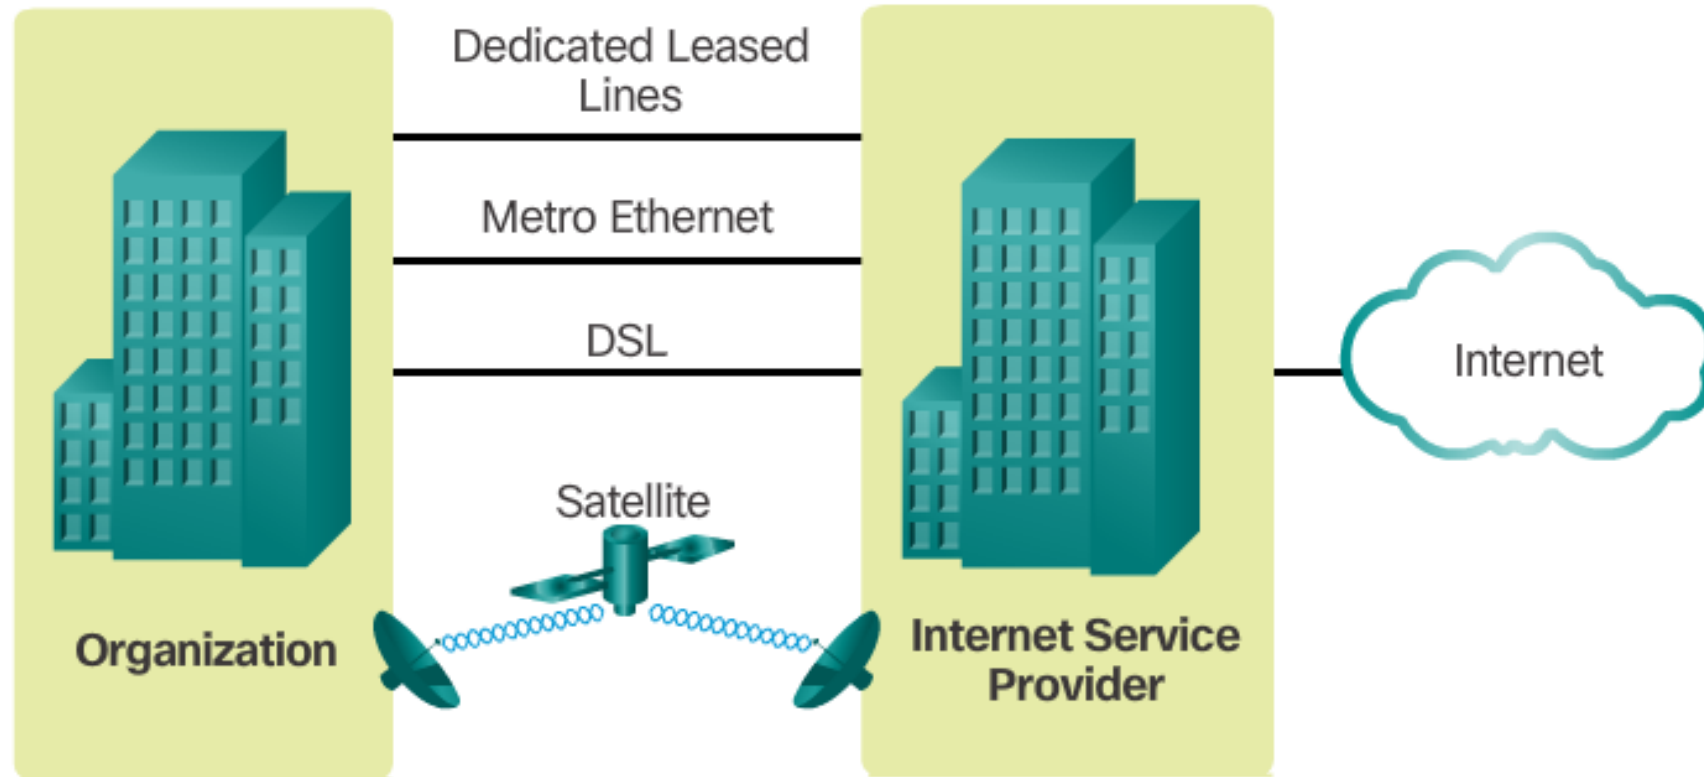 Dedicated Leased
Lines
Metro Ethernet
DSL
Satellite
Organization
Internet Service
Provider
Internet